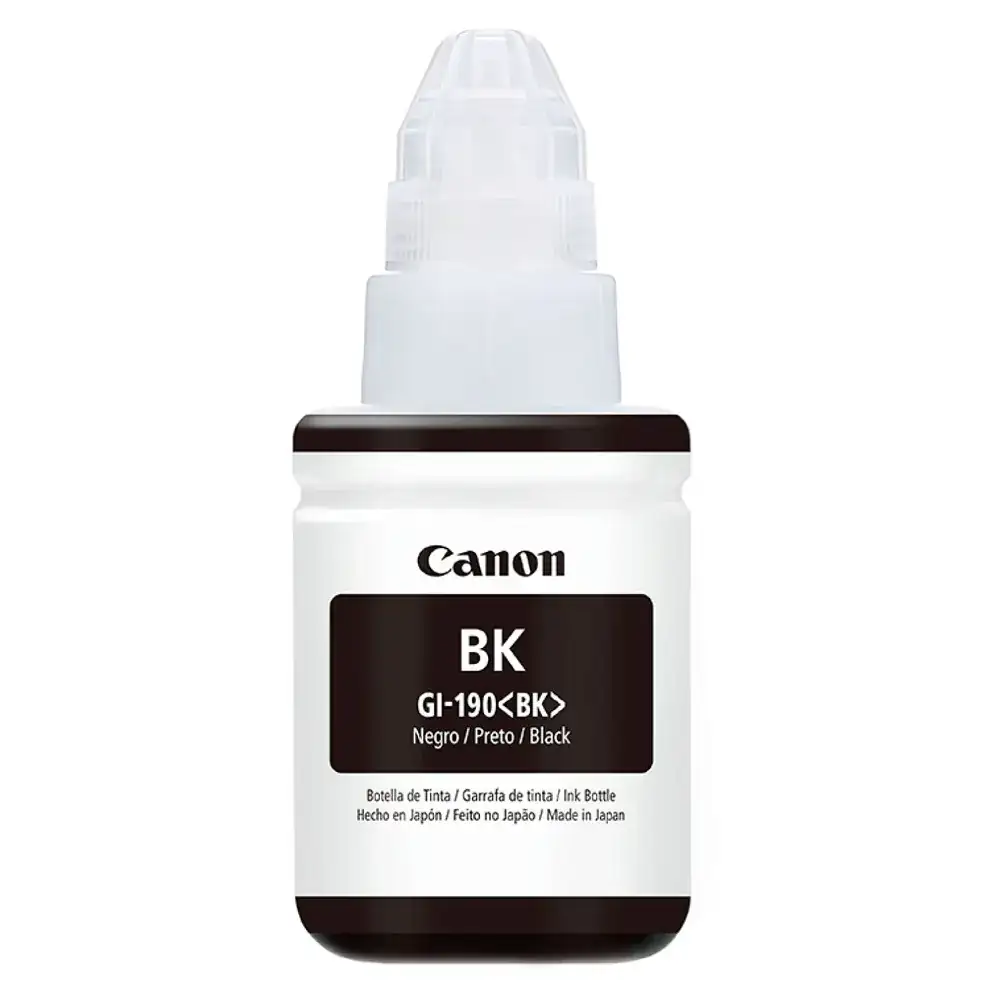 Canon
BK
GI-190<BK>
Negro / Preto / Black
Botella de Tinta / Garrafa de tinta / Ink Bottle
Hecho en Japón / Feito no Japão / Made in Japan